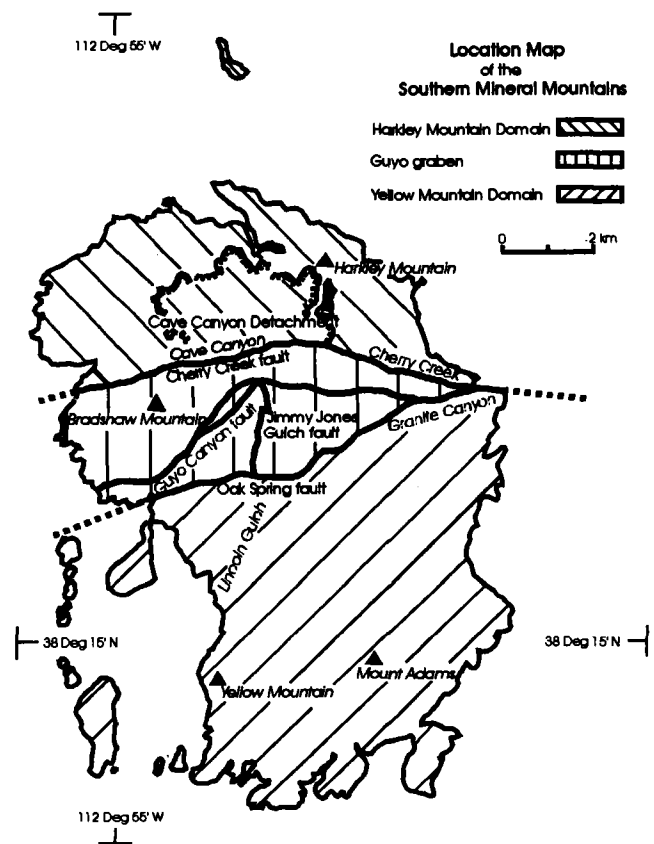 112 Deg 55' W
Location Map
of the
Southern Mineral Mountains
Harkley Mountain Domain
Guyo graben
Yellow Mountain Domain
0 2 km
Harkley Mountain
Cave Canyon Detachment
Cave Canyon
Cherry Creek fault
Cherry Creek
Bradshaw Mountain
Jimmy Jones
Gulch fault
Granite Canyon
Guyo Canyon fault
Oak Spring fault
Lincoln Gulch
38 Deg 15' N
38 Deg 15' N
Mount Adams
Yellow Mountain
112 Deg 55' W